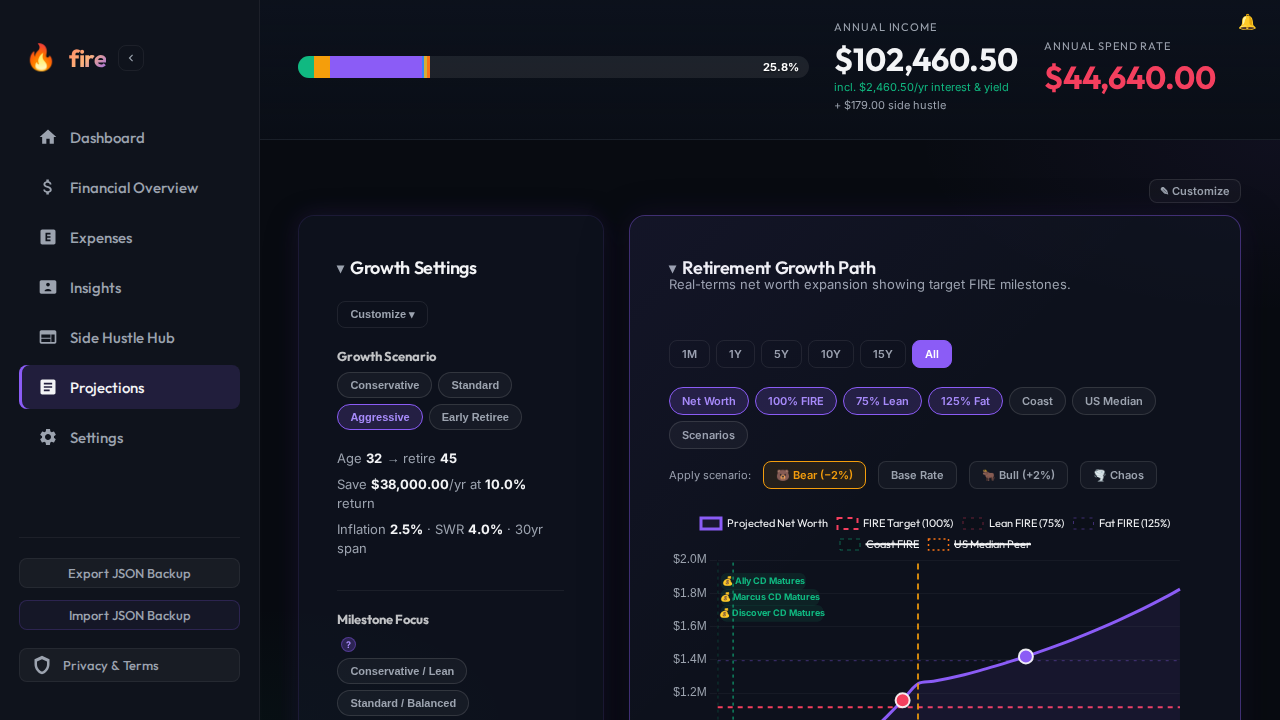 fire
Dashboard
Financial Overview
Expenses
Insights
Side Hustle Hub
Projections
Settings
Export JSON Backup
Import JSON Backup
Privacy & Terms
25.8%
ANNUAL INCOME
$102,460.50
incl. $2,460.50/yr interest & yield
+ $179.00 side hustle
ANNUAL SPEND RATE
$44,640.00
✎ Customize
▾ Growth Settings
Customize ▾
Growth Scenario
Conservative Standard
Aggressive Early Retiree
Age 32 → retire 45
Save $38,000.00/yr at 10.0%
return
Inflation 2.5% · SWR 4.0% · 30yr
span
Milestone Focus
?
Conservative / Lean
Standard / Balanced
▾ Retirement Growth Path
Real-terms net worth expansion showing target FIRE milestones.
1M 1Y 5Y 10Y 15Y All
Net Worth 100% FIRE 75% Lean 125% Fat Coast US Median
Scenarios
Apply scenario: 🐻 Bear (−2%) Base Rate 🐂 Bull (+2%) 🌪️ Chaos
Projected Net Worth FIRE Target (100%) Lean FIRE (75%) Fat FIRE (125%)
Coast FIRE US Median Peer
$2.0M
💰 Ally CD Matures
$1.8M
💰 Marcus CD Matures
💰 Discover CD Matures
$1.6M
$1.4M
$1.2M